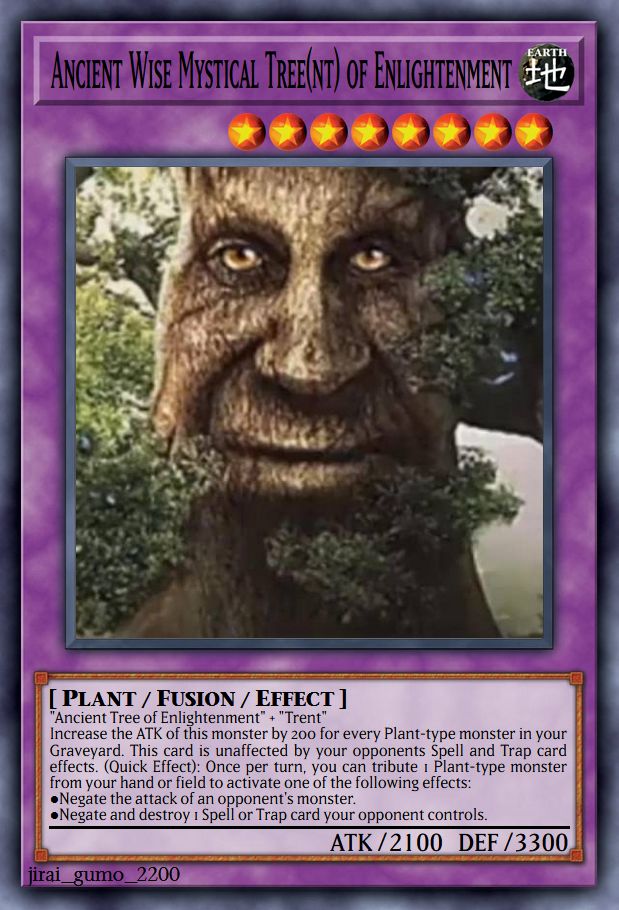 Ancient Wise Mystical Tree(nt) of Enlightenment
EARTH
地
[ Plant / Fusion / Effect ]
"Ancient Tree of Enlightenment" + "Trent"
Increase the ATK of this monster by 200 for every Plant-type monster in your
Graveyard. This card is unaffected by your opponents Spell and Trap card
effects. (Quick Effect): Once per turn, you can tribute 1 Plant-type monster
from your hand or field to activate one of the following effects:
●Negate the attack of an opponent's monster.
●Negate and destroy 1 Spell or Trap card your opponent controls.
ATK/2100 DEF/3300
jirai_gumo_2200